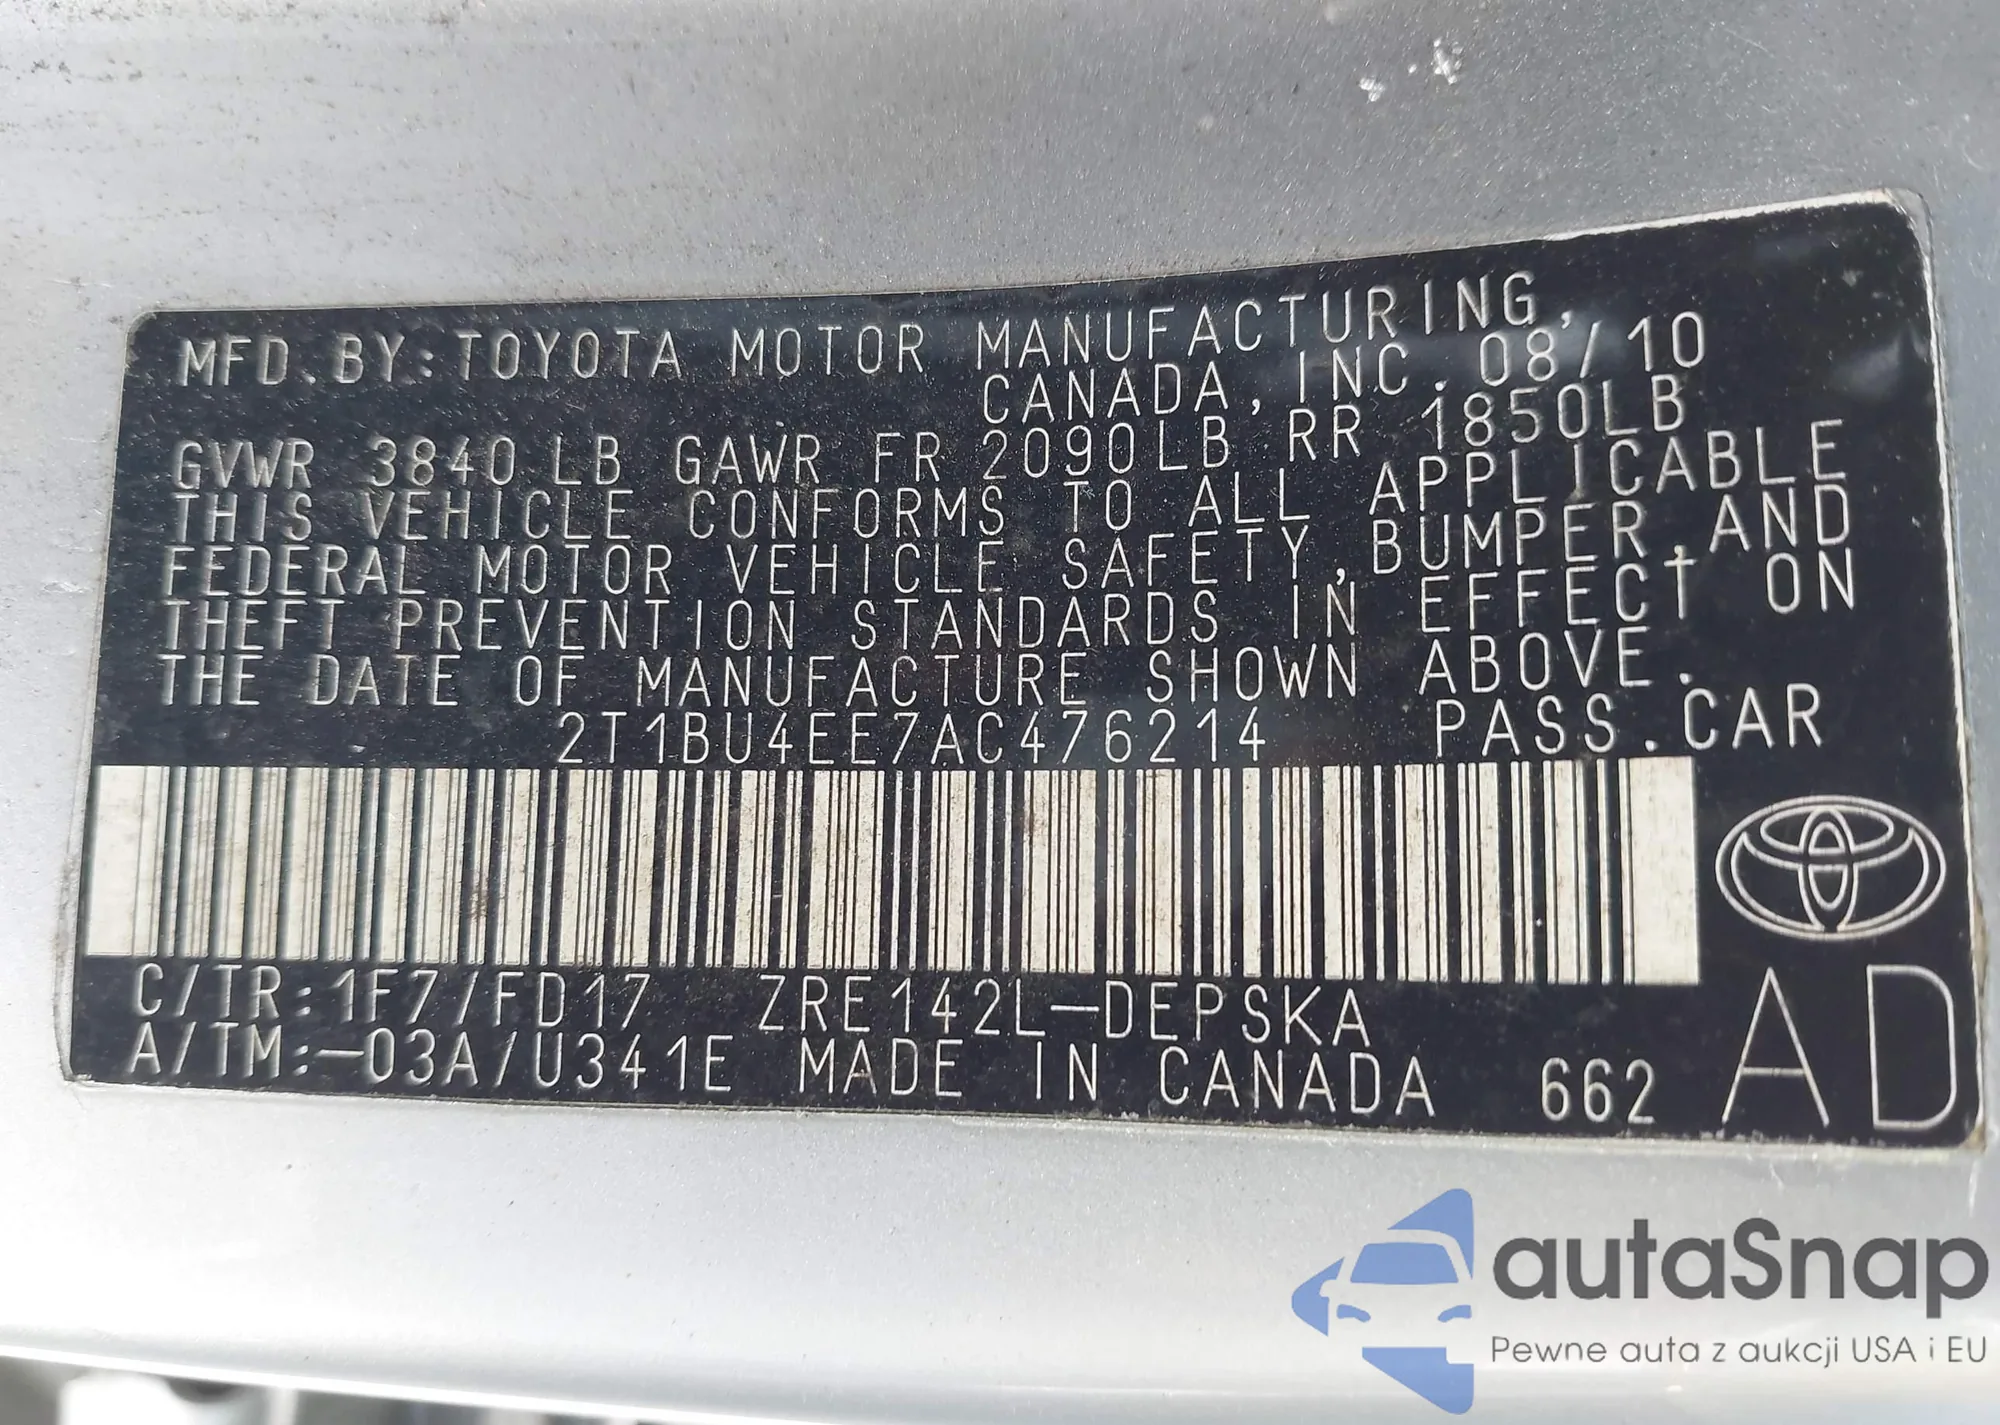 MFD.BY:TOYOTA MOTOR MANUFACTURING,
CANADA,INC. 08/10
GVWR 3840LB GAWR FR 2090LB RR 1850LB
THIS VEHICLE CONFORMS TO ALL APPLICABLE
FEDERAL MOTOR VEHICLE SAFETY,BUMPER,AND
THEFT PREVENTION STANDARDS IN EFFECT ON
THE DATE OF MANUFACTURE SHOWN ABOVE.
2T1BU4EE7AC476214 PASS.CAR
C/TR:1F7/FD17 ZRE142L-DEPSKA
A/TM:-03A/U341E MADE IN CANADA 662 AD
autaSnap
Pewne auta z aukcji USA i EU